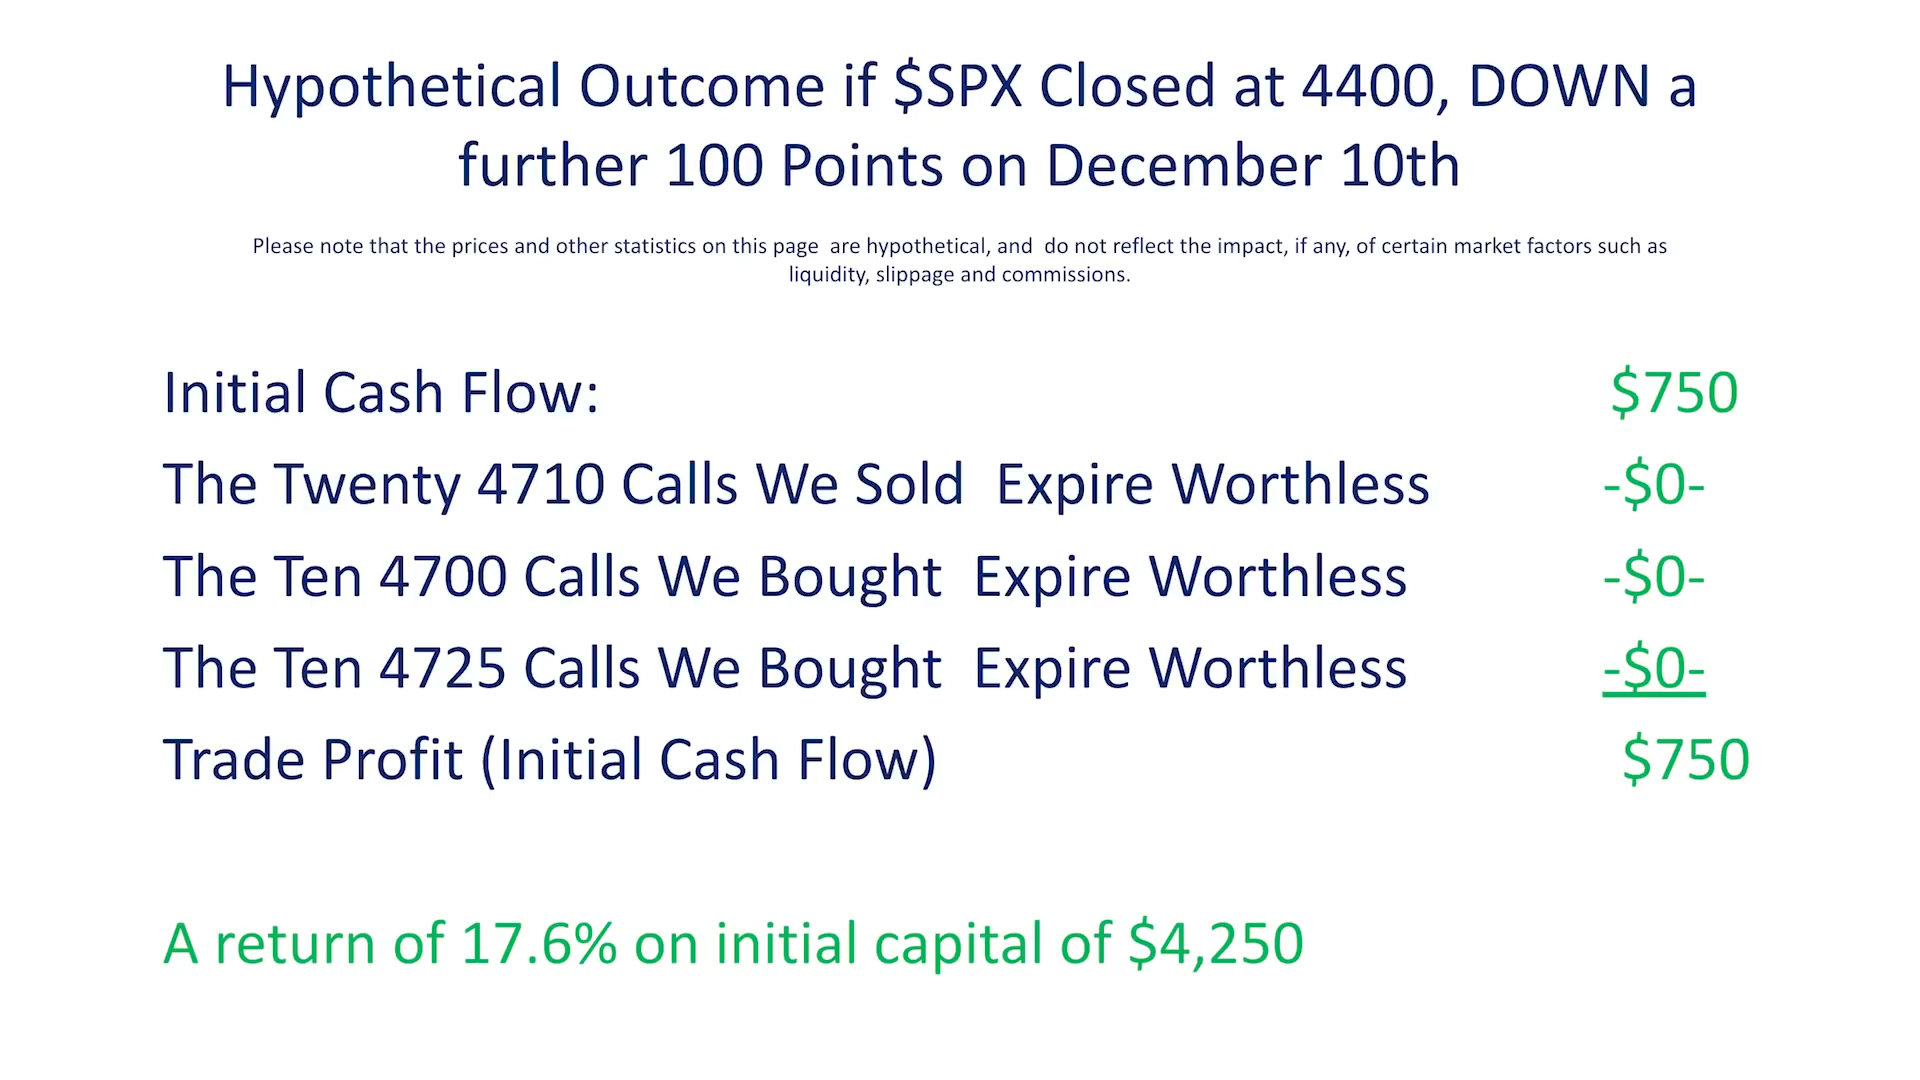 Hypothetical Outcome if $SPX Closed at 4400, DOWN a
further 100 Points on December 10th
Please note that the prices and other statistics on this page  are hypothetical, and  do not reflect the impact, if any, of certain market factors such as
liquidity, slippage and commissions.
Initial Cash Flow: $750
The Twenty 4710 Calls We Sold  Expire Worthless -$0-
The Ten 4700 Calls We Bought  Expire Worthless -$0-
The Ten 4725 Calls We Bought  Expire Worthless -$0-
Trade Profit (Initial Cash Flow) $750
A return of 17.6% on initial capital of $4,250